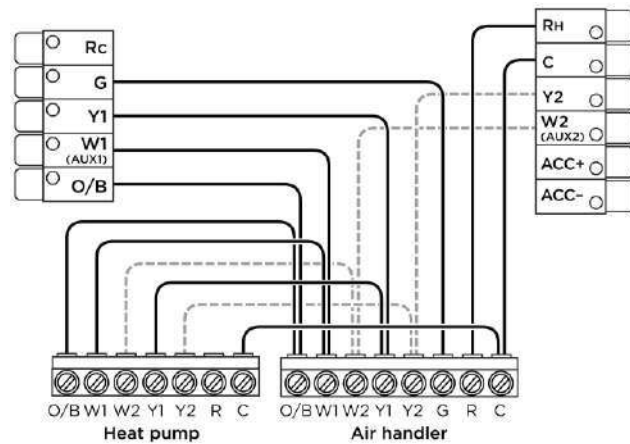 Rc
G
Y1
W1
(AUX1)
O/B
RH
C
Y2
W2
(AUX2)
ACC+
ACC-
O/B W1 W2 Y1 Y2 R C
O/B W1 W2 Y1 Y2 G R C
Heat pump
Air handler